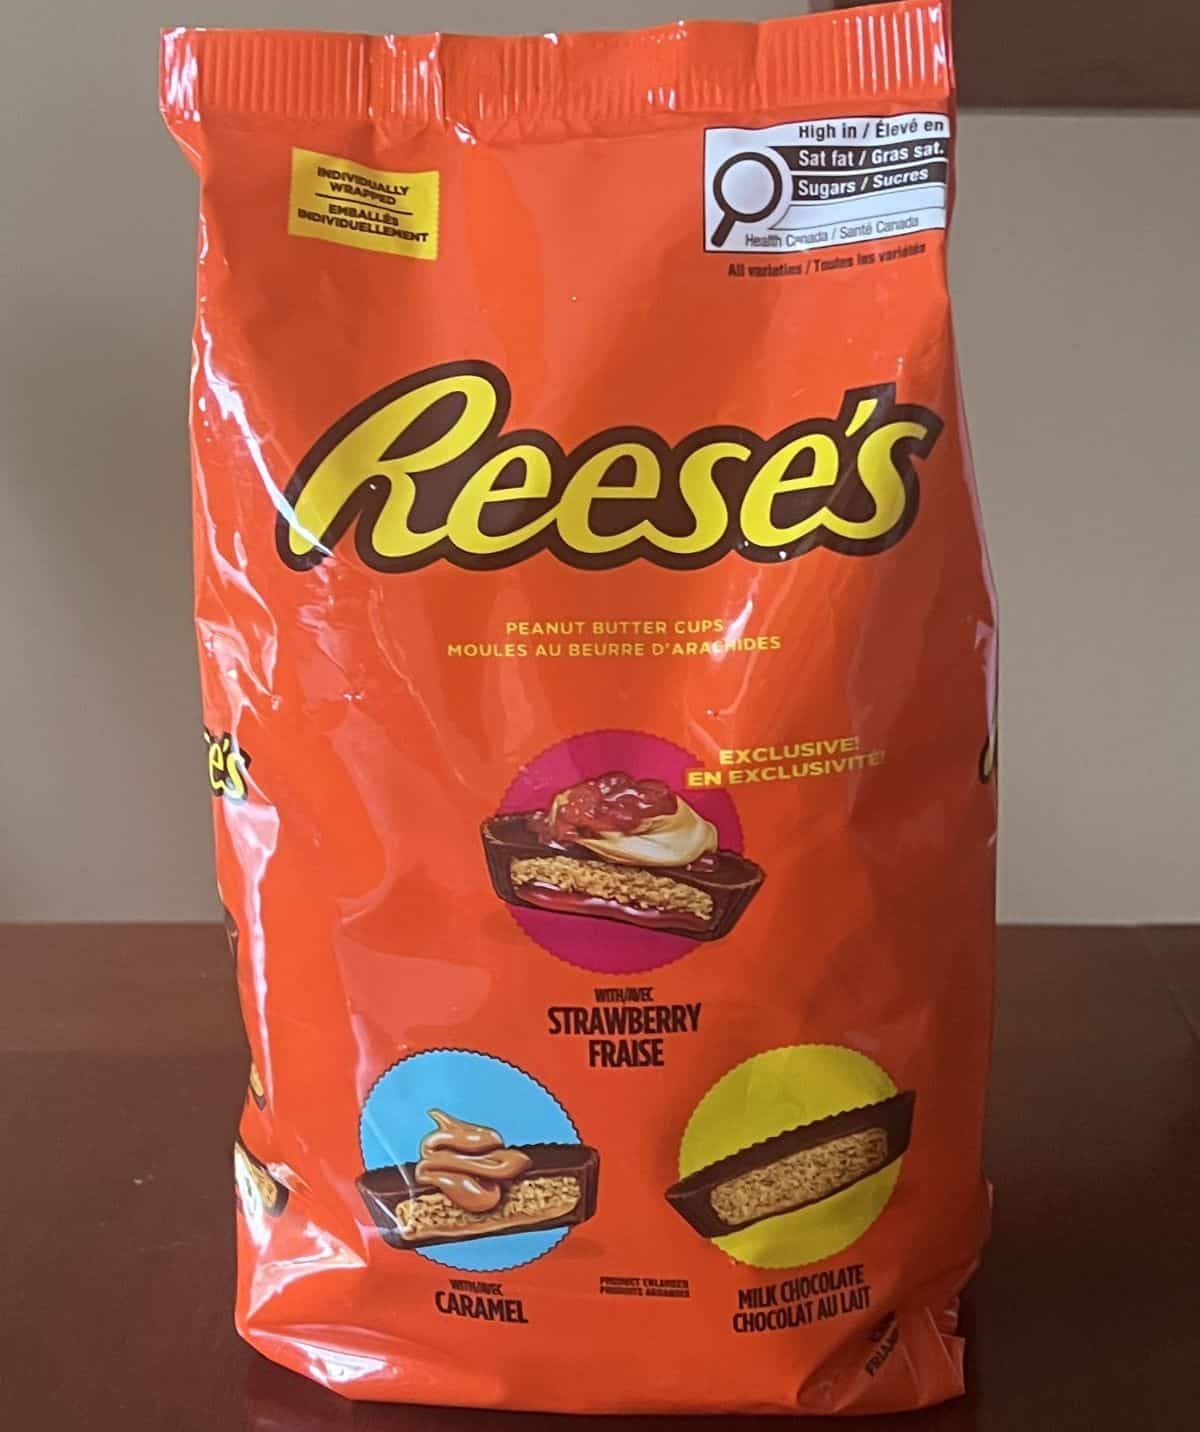 High in / Élevé en
Sat fat / Gras sat.
Sugars / Sucres
Health Canada / Santé Canada
All varieties / Toutes les variétés
INDIVIDUALLY
WRAPPED
EMBALLÉS
INDIVIDUELLEMENT
Reese's
PEANUT BUTTER CUPS
MOULES AU BEURRE D'ARACHIDES
e's
EXCLUSIVE!
EN EXCLUSIVITÉ!
WITH/AVEC
STRAWBERRY
FRAISE
WITH/AVEC
CARAMEL
PRODUCT ENLARGED
PRODUITS AGRANDIS
MILK CHOCOLATE
CHOCOLAT AU LAIT